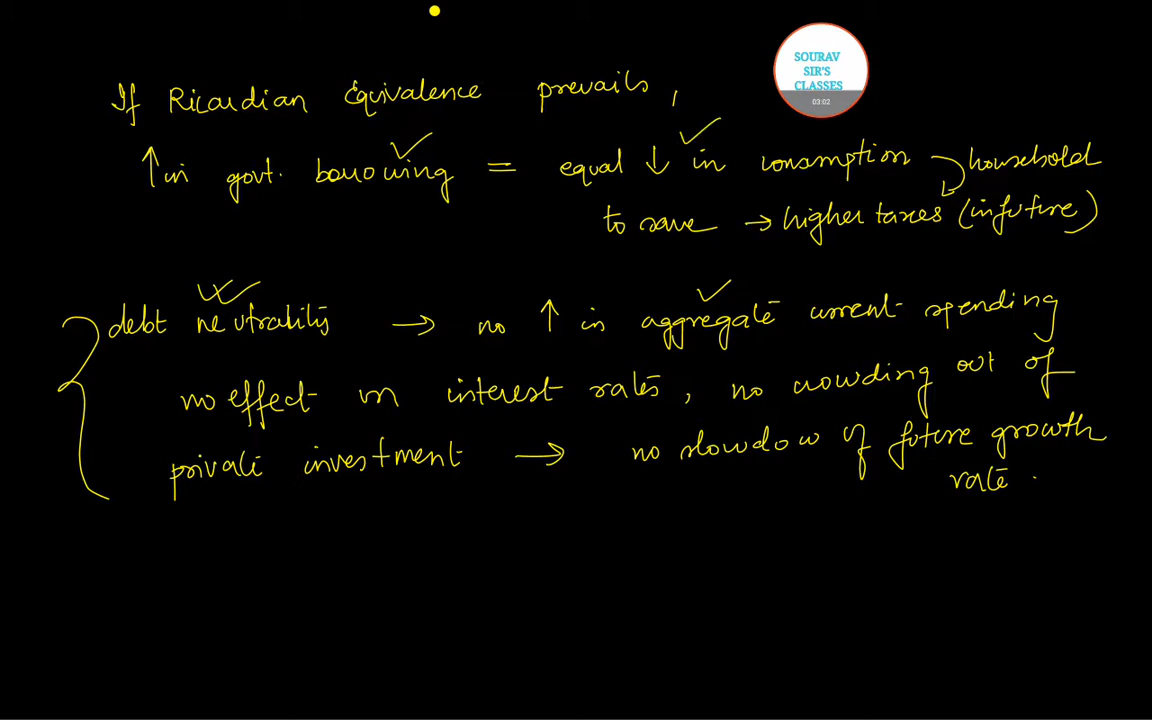 SOURAV
SIR'S
CLASSES
03:02
If Ricardian Equivalence prevails,
↑ in govt. borrowing = equal ↓ in consumption household
to save → higher taxes (in future)
debt neutrality → no ↑ in aggregate current spending
no effect on interest rates, no crowding out of
private investment → no slowdow of future growth
rate.